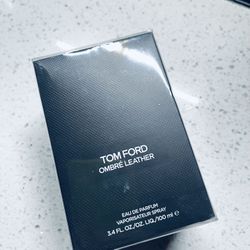 TOM FORD
OMBRÉ LEATHER
EAU DE PARFUM
VAPORISATEUR SPRAY
3.4 FL. OZ./OZ. LIQ./100 ml ℮